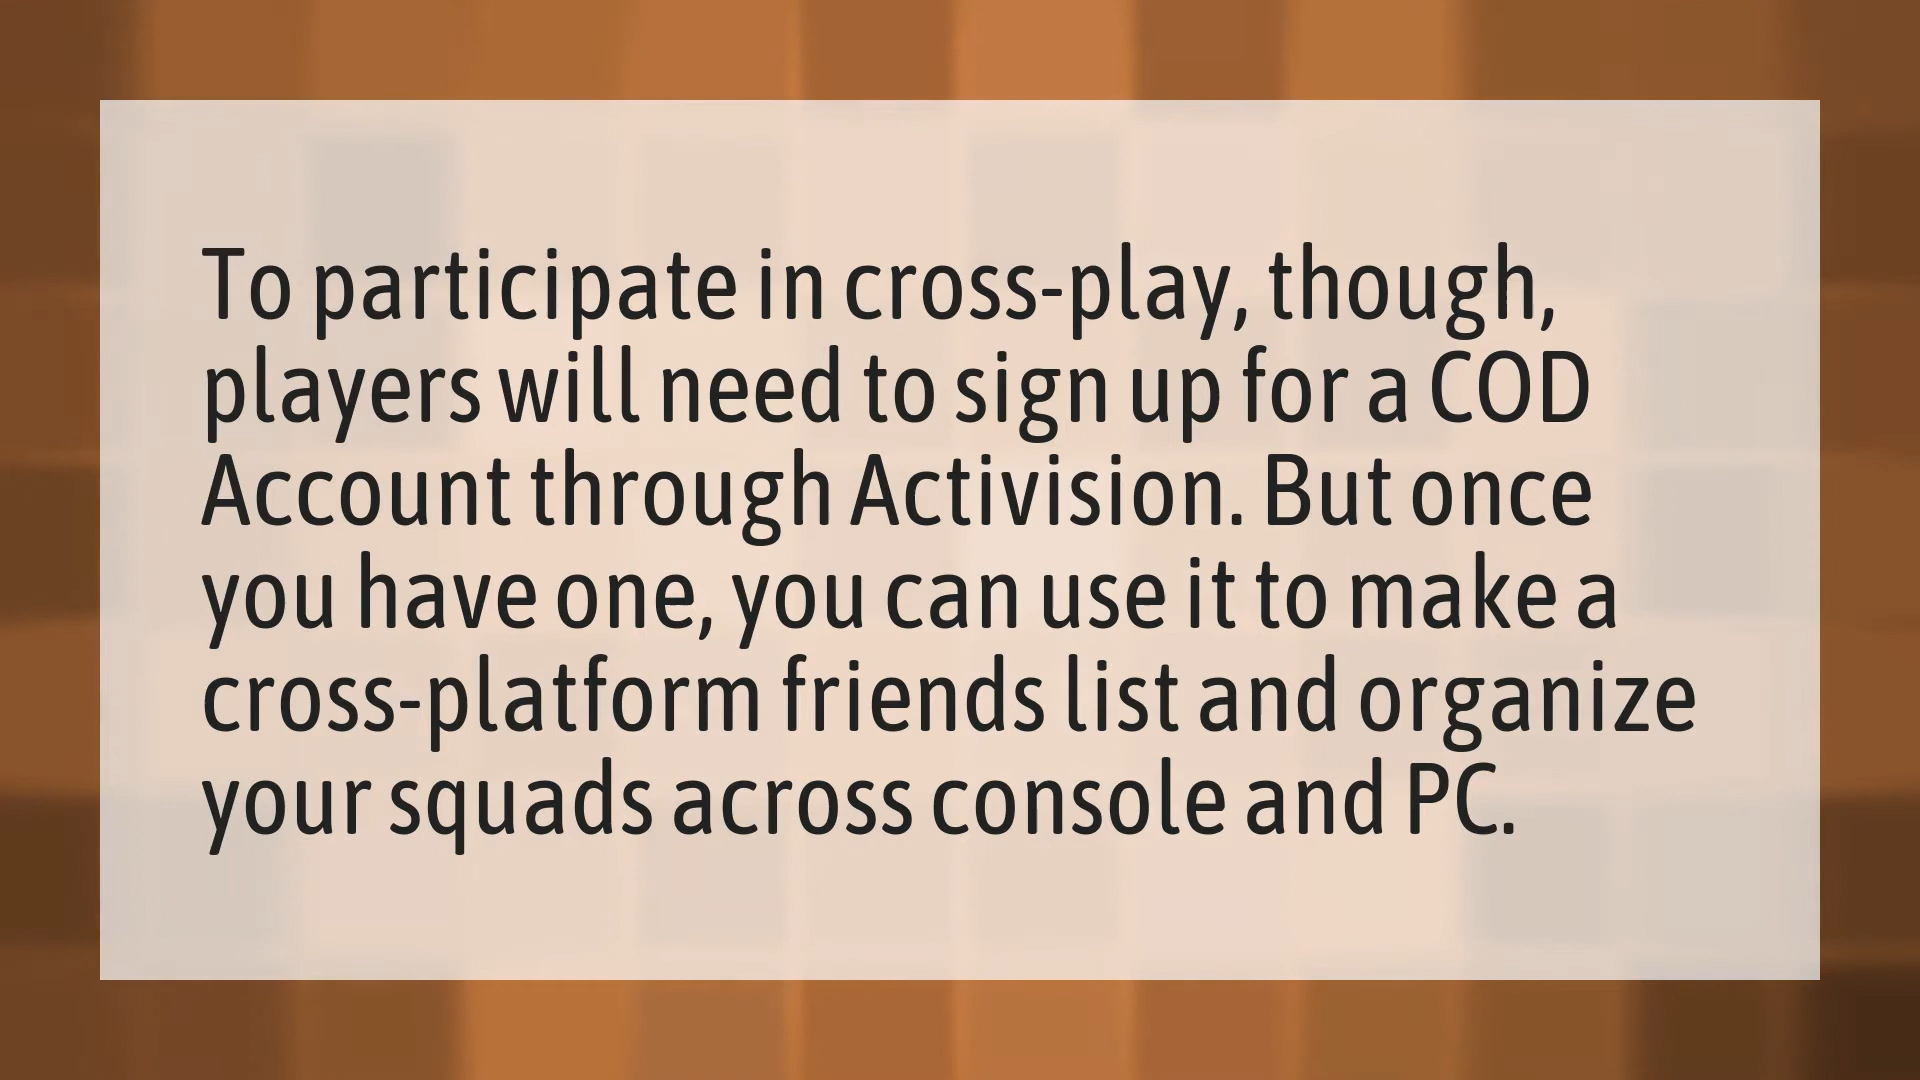 To participate in cross-play, though,
players will need to sign up for a COD
Account through Activision. But once
you have one, you can use it to make a
cross-platform friends list and organize
your squads across console and PC.